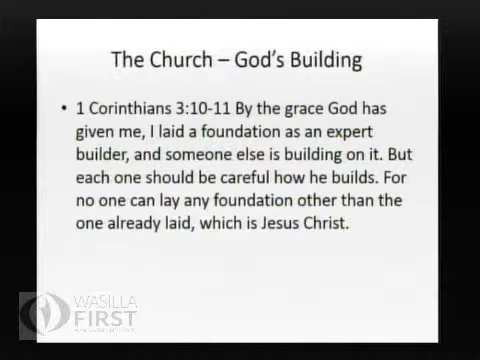 The Church – God's Building
• 1 Corinthians 3:10-11 By the grace God has
given me, I laid a foundation as an expert
builder, and someone else is building on it. But
each one should be careful how he builds. For
no one can lay any foundation other than the
one already laid, which is Jesus Christ.
WASILLA
FIRST